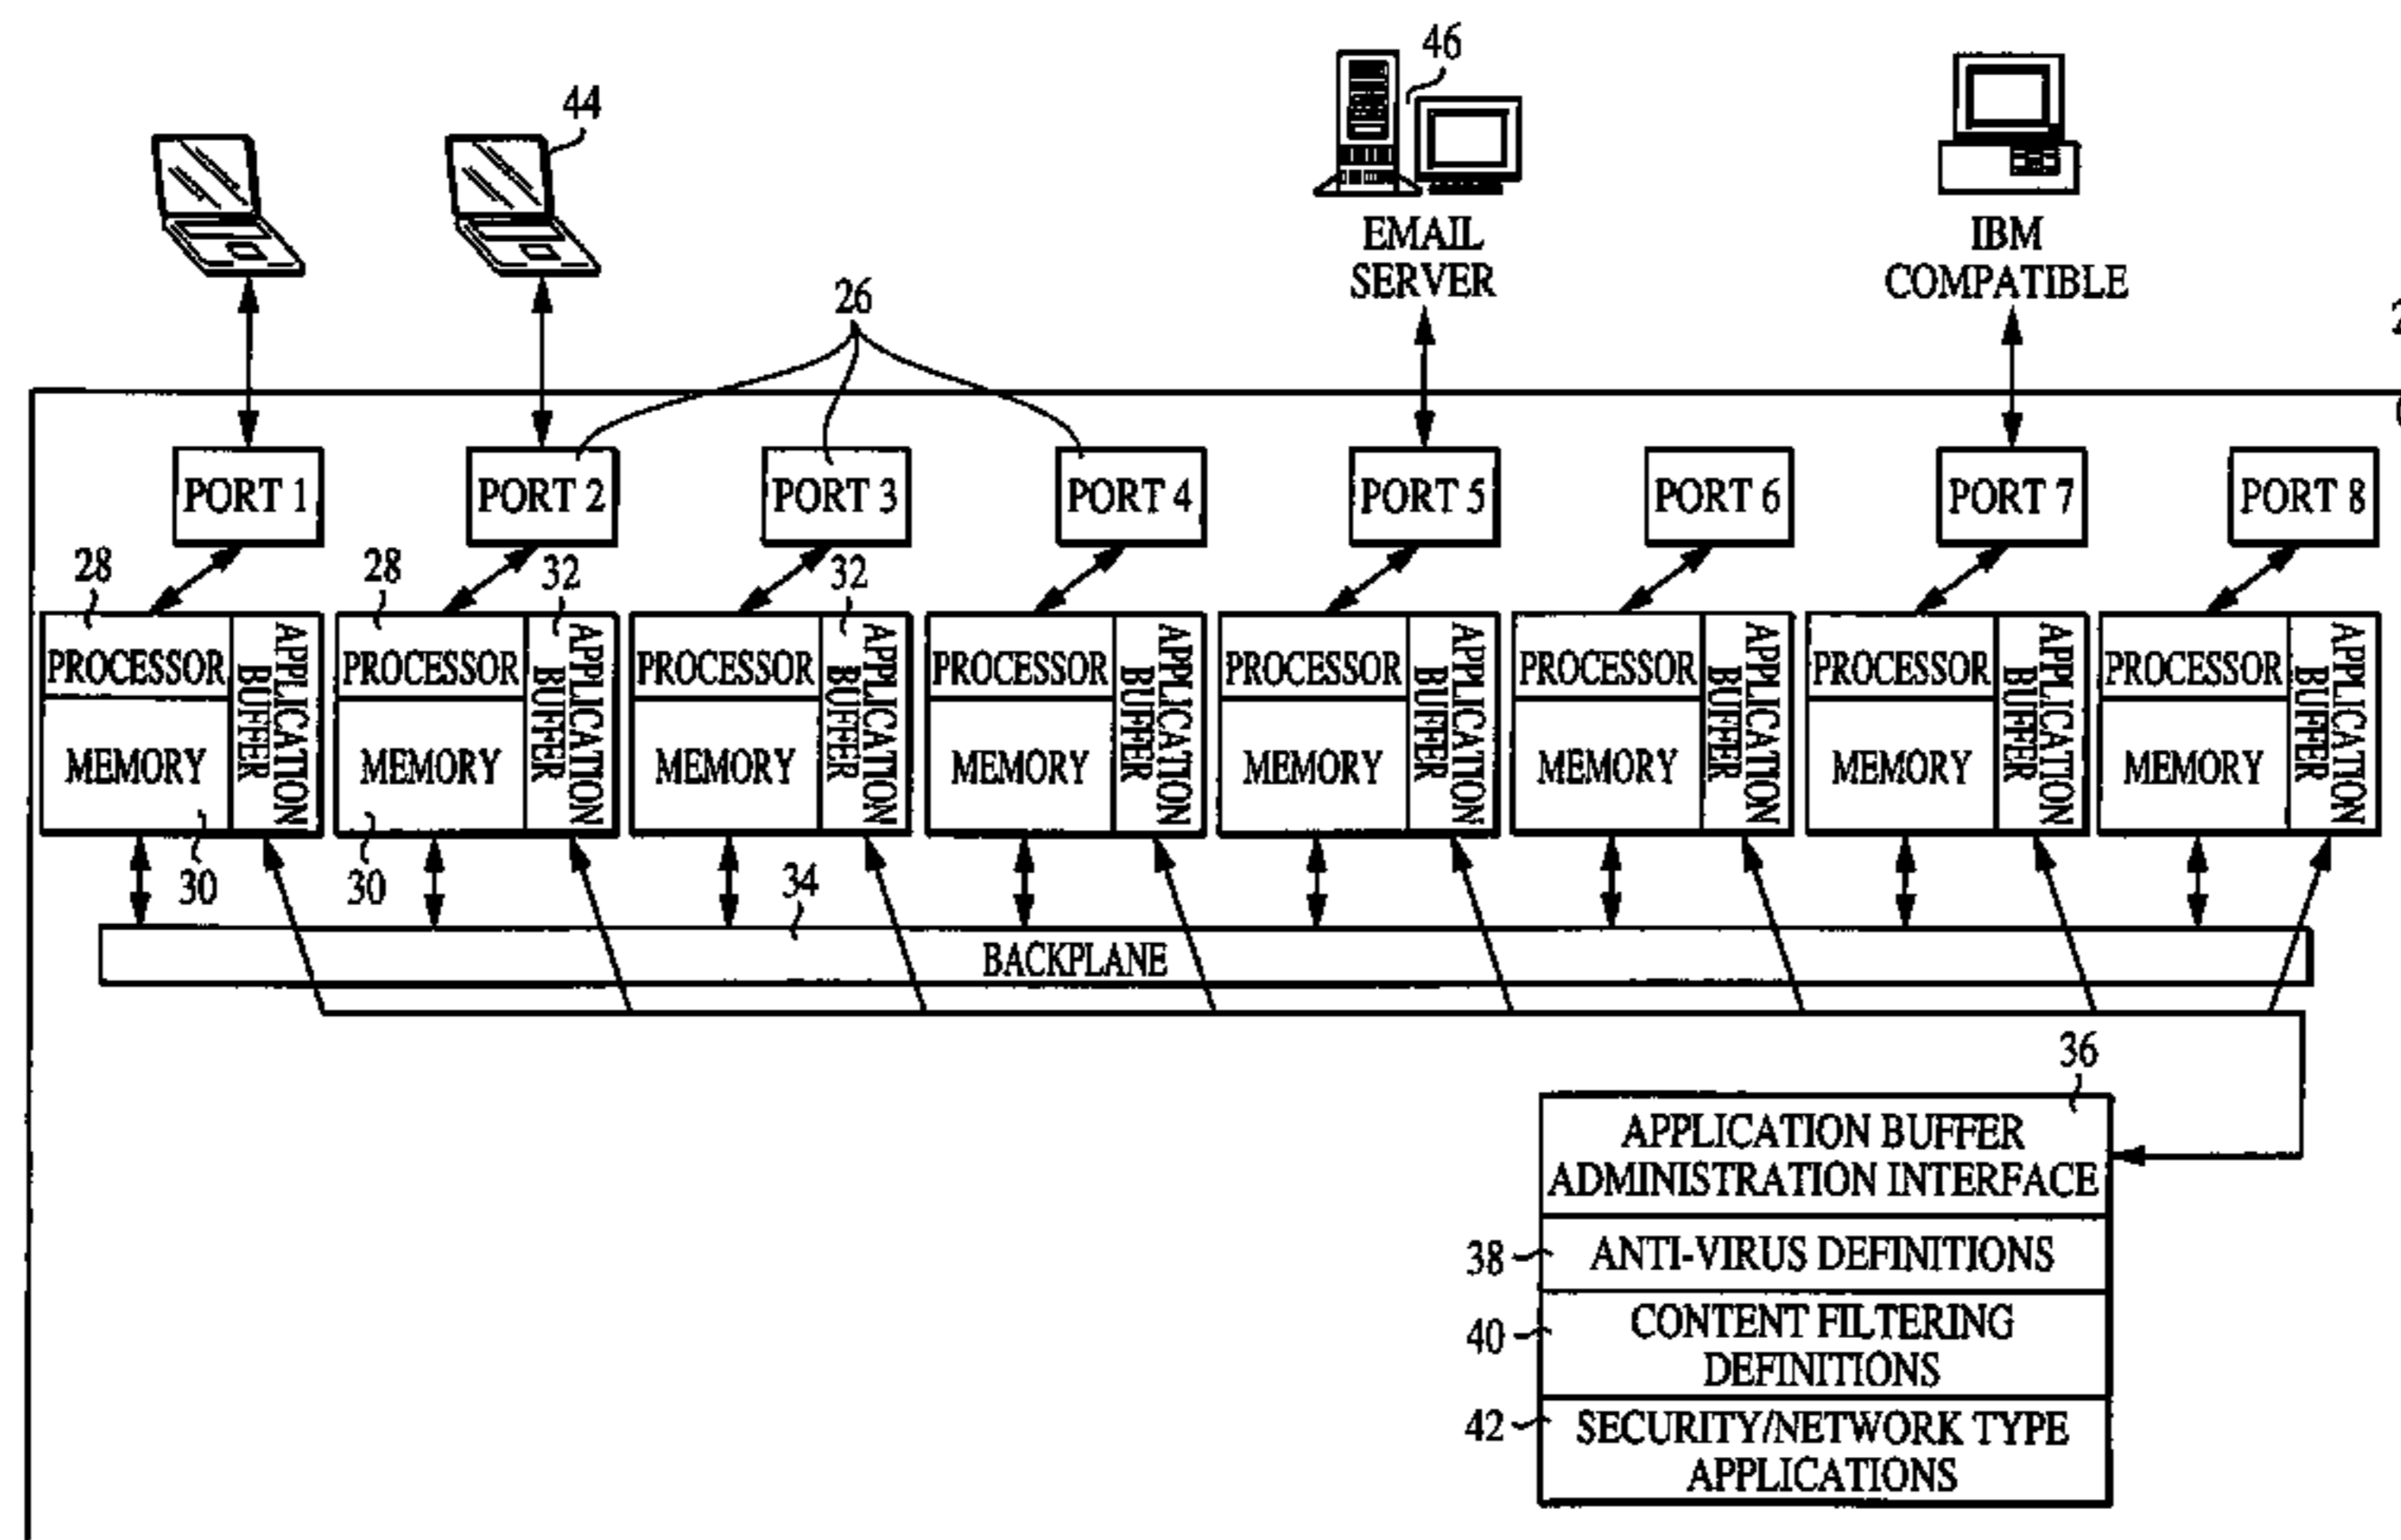 46
44
EMAIL
SERVER
IBM
COMPATIBLE
26
PORT 1
PORT 2
PORT 3
PORT 4
PORT 5
PORT 6
PORT 7
PORT 8
28
28
32
32
PROCESSOR
MEMORY
APPLICATION
BUFFER
PROCESSOR
MEMORY
APPLICATION
BUFFER
PROCESSOR
MEMORY
APPLICATION
BUFFER
PROCESSOR
MEMORY
APPLICATION
BUFFER
PROCESSOR
MEMORY
APPLICATION
BUFFER
PROCESSOR
MEMORY
APPLICATION
BUFFER
PROCESSOR
MEMORY
APPLICATION
BUFFER
PROCESSOR
MEMORY
APPLICATION
BUFFER
30
30
34
BACKPLANE
36
APPLICATION BUFFER
ADMINISTRATION INTERFACE
38
ANTI-VIRUS DEFINITIONS
40
CONTENT FILTERING
DEFINITIONS
42
SECURITY/NETWORK TYPE
APPLICATIONS